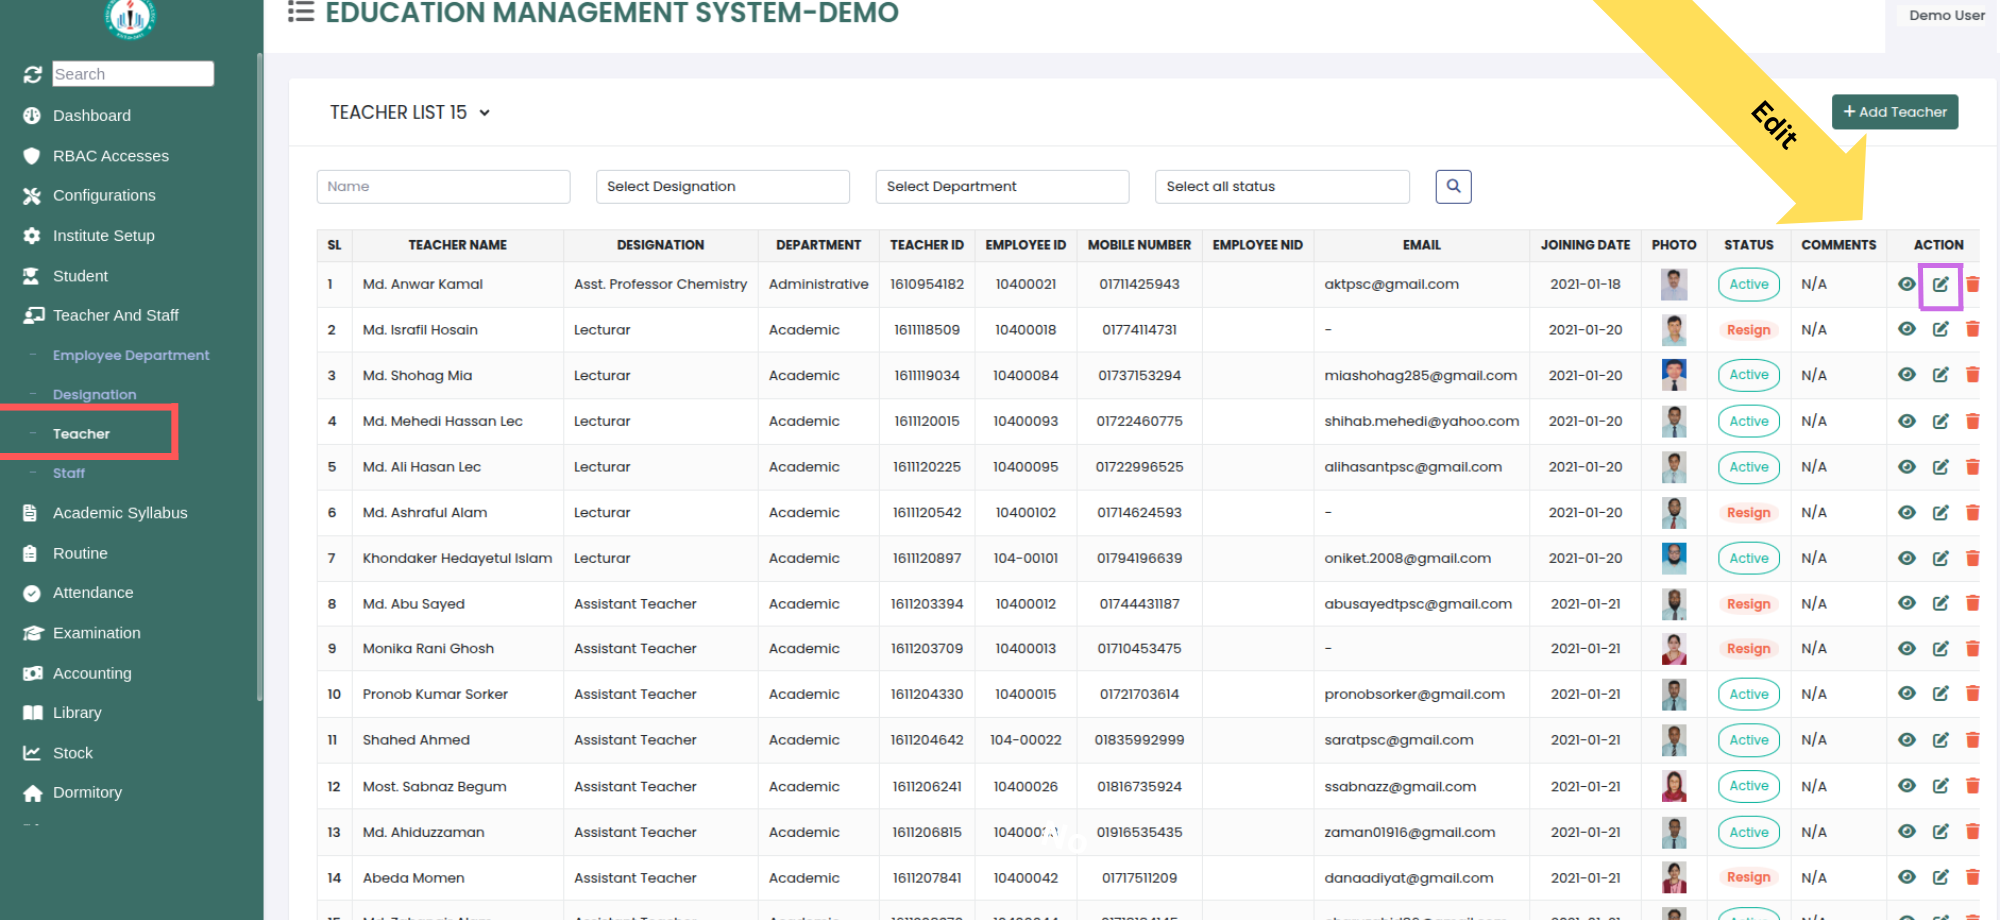 EDUCATION MANAGEMENT SYSTEM-DEMO
Demo User
Search
Dashboard
RBAC Accesses
Configurations
Institute Setup
Student
Teacher And Staff
Employee Department
Designation
Teacher
Staff
Academic Syllabus
Routine
Attendance
Examination
Accounting
Library
Stock
Dormitory
TEACHER LIST 15
Edit
+ Add Teacher
Name Select Designation Select Department Select all status
SL TEACHER NAME DESIGNATION DEPARTMENT TEACHER ID EMPLOYEE ID MOBILE NUMBER EMPLOYEE NID EMAIL JOINING DATE PHOTO STATUS COMMENTS ACTION
1 Md. Anwar Kamal Asst. Professor Chemistry Administrative 1610954182 10400021 01711425943 aktpsc@gmail.com 2021-01-18 Active N/A
2 Md. Israfil Hosain Lecturar Academic 1611118509 10400018 01774114731 - 2021-01-20 Resign N/A
3 Md. Shohag Mia Lecturar Academic 1611119034 10400084 01737153294 miashohag285@gmail.com 2021-01-20 Active N/A
4 Md. Mehedi Hassan Lec Lecturar Academic 1611120015 10400093 01722460775 shihab.mehedi@yahoo.com 2021-01-20 Active N/A
5 Md. Ali Hasan Lec Lecturar Academic 1611120225 10400095 01722996525 alihasantpsc@gmail.com 2021-01-20 Active N/A
6 Md. Ashraful Alam Lecturar Academic 1611120542 10400102 01714624593 - 2021-01-20 Resign N/A
7 Khondaker Hedayetul Islam Lecturar Academic 1611120897 104-00101 01794196639 oniket.2008@gmail.com 2021-01-20 Active N/A
8 Md. Abu Sayed Assistant Teacher Academic 1611203394 10400012 01744431187 abusayedtpsc@gmail.com 2021-01-21 Resign N/A
9 Monika Rani Ghosh Assistant Teacher Academic 1611203709 10400013 01710453475 - 2021-01-21 Resign N/A
10 Pronob Kumar Sorker Assistant Teacher Academic 1611204330 10400015 01721703614 pronobsorker@gmail.com 2021-01-21 Active N/A
11 Shahed Ahmed Assistant Teacher Academic 1611204642 104-00022 01835992999 saratpsc@gmail.com 2021-01-21 Active N/A
12 Most. Sabnaz Begum Assistant Teacher Academic 1611206241 10400026 01816735924 ssabnazz@gmail.com 2021-01-21 Active N/A
13 Md. Ahiduzzaman Assistant Teacher Academic 1611206815 No 01916535435 zaman01916@gmail.com 2021-01-21 Active N/A
14 Abeda Momen Assistant Teacher Academic 1611207841 10400042 01717511209 danaadiyat@gmail.com 2021-01-21 Resign N/A